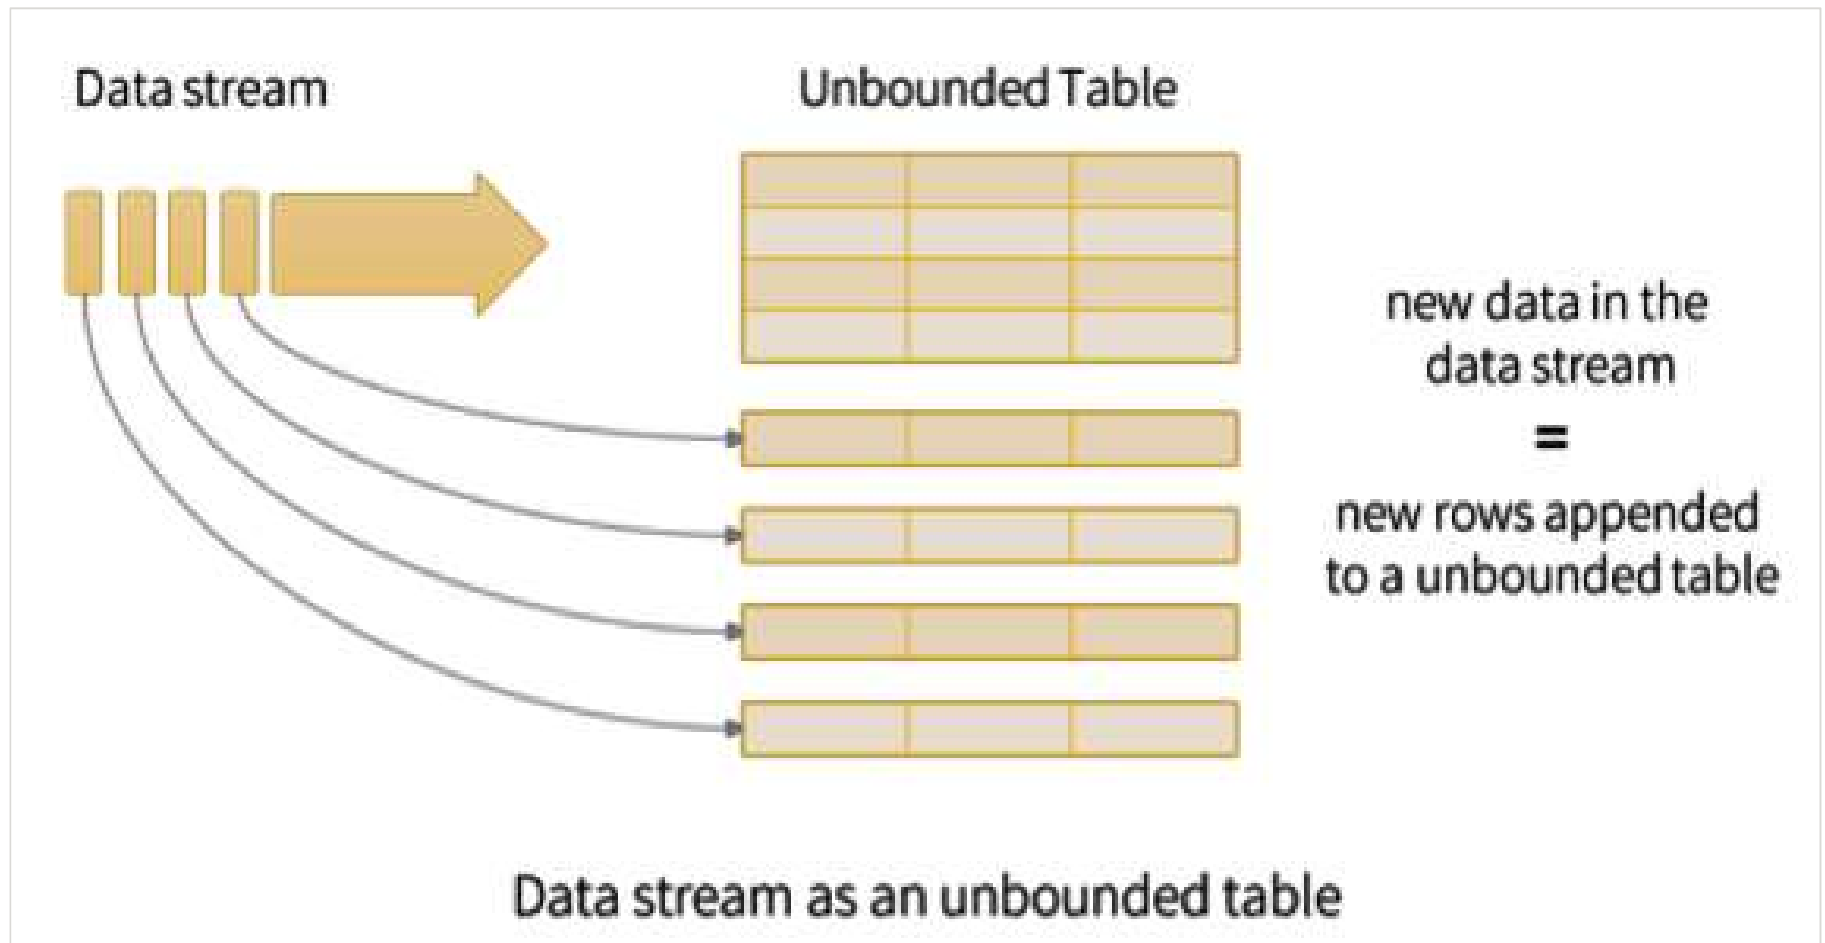 Data stream
Unbounded Table
new data in the
data stream
=
new rows appended
to a unbounded table
Data stream as an unbounded table